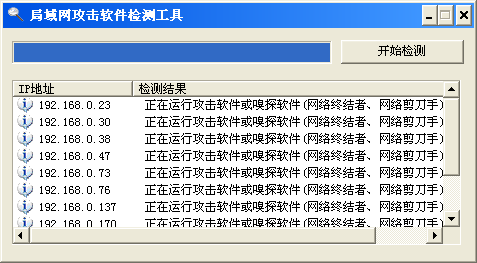 局域网攻击软件检测工具
开始检测
IP地址 检测结果
192.168.0.23 正在运行攻击软件或嗅探软件(网络终结者、网络剪刀手)
192.168.0.30 正在运行攻击软件或嗅探软件(网络终结者、网络剪刀手)
192.168.0.38 正在运行攻击软件或嗅探软件(网络终结者、网络剪刀手)
192.168.0.47 正在运行攻击软件或嗅探软件(网络终结者、网络剪刀手)
192.168.0.73 正在运行攻击软件或嗅探软件(网络终结者、网络剪刀手)
192.168.0.76 正在运行攻击软件或嗅探软件(网络终结者、网络剪刀手)
192.168.0.137 正在运行攻击软件或嗅探软件(网络终结者、网络剪刀手)
192.168.0.170 正在运行攻击软件或嗅探软件(网络终结者、网络剪刀手)